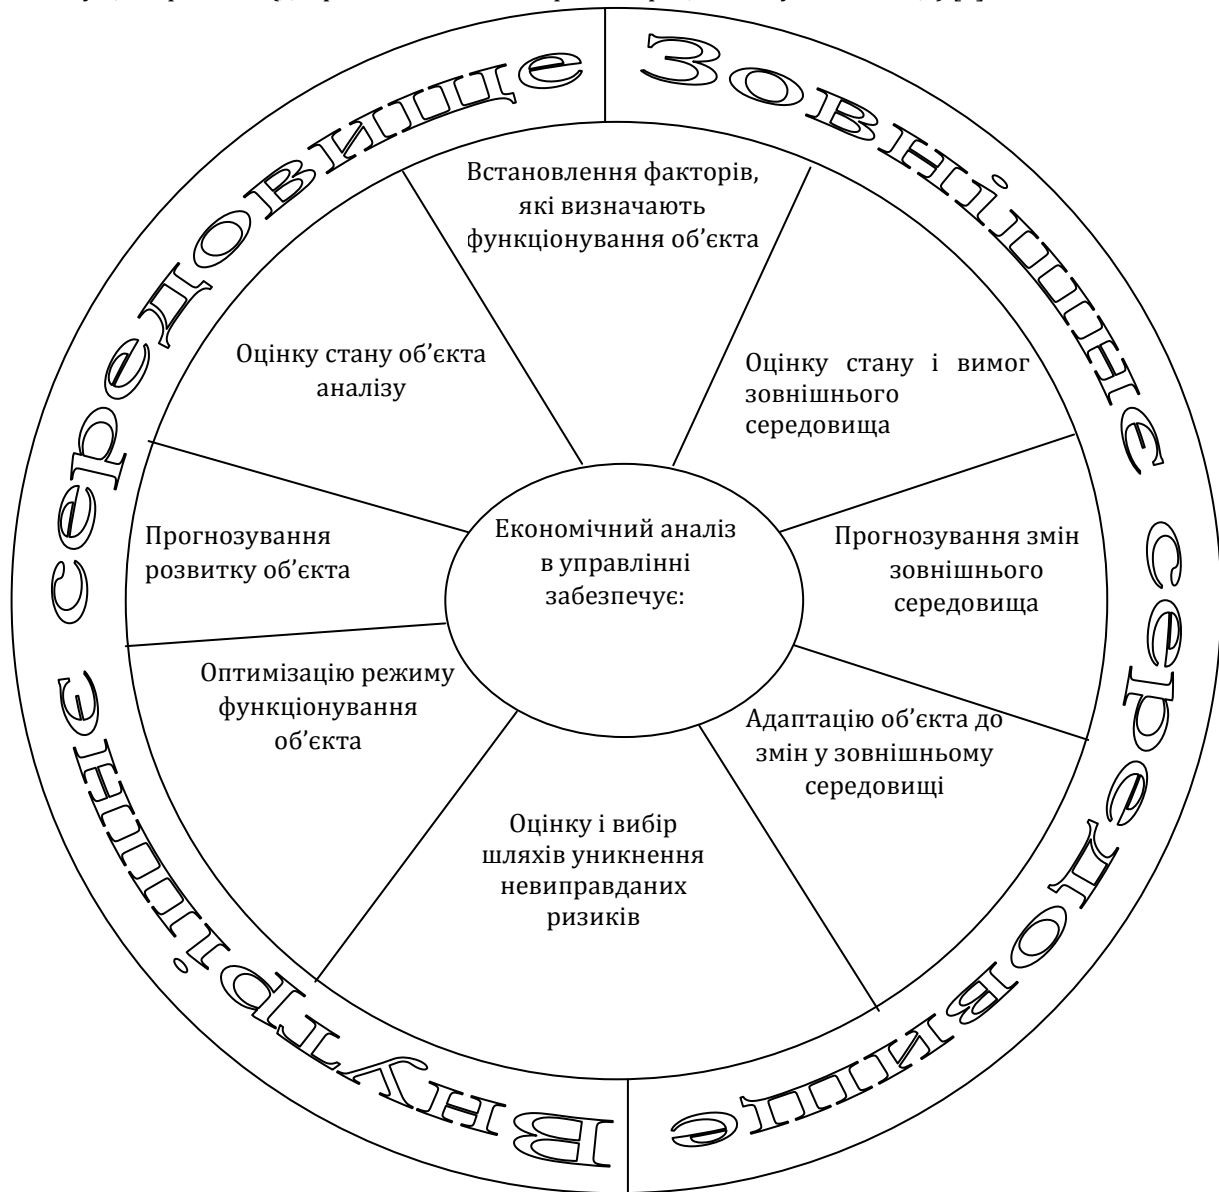 Зовнішнє середовище
Внутрішнє середовище
Встановлення факторів,
які визначають
функціонування об’єкта
Оцінку стану і вимог
зовнішнього
середовища
Прогнозування змін
зовнішнього
середовища
Адаптацію об’єкта до
змін у зовнішньому
середовищі
Оцінку і вибір
шляхів уникнення
невиправданих
ризиків
Оптимізацію режиму
функціонування
об’єкта
Прогнозування
розвитку об’єкта
Оцінку стану об’єкта
аналізу
Економічний аналіз
в управлінні
забезпечує: